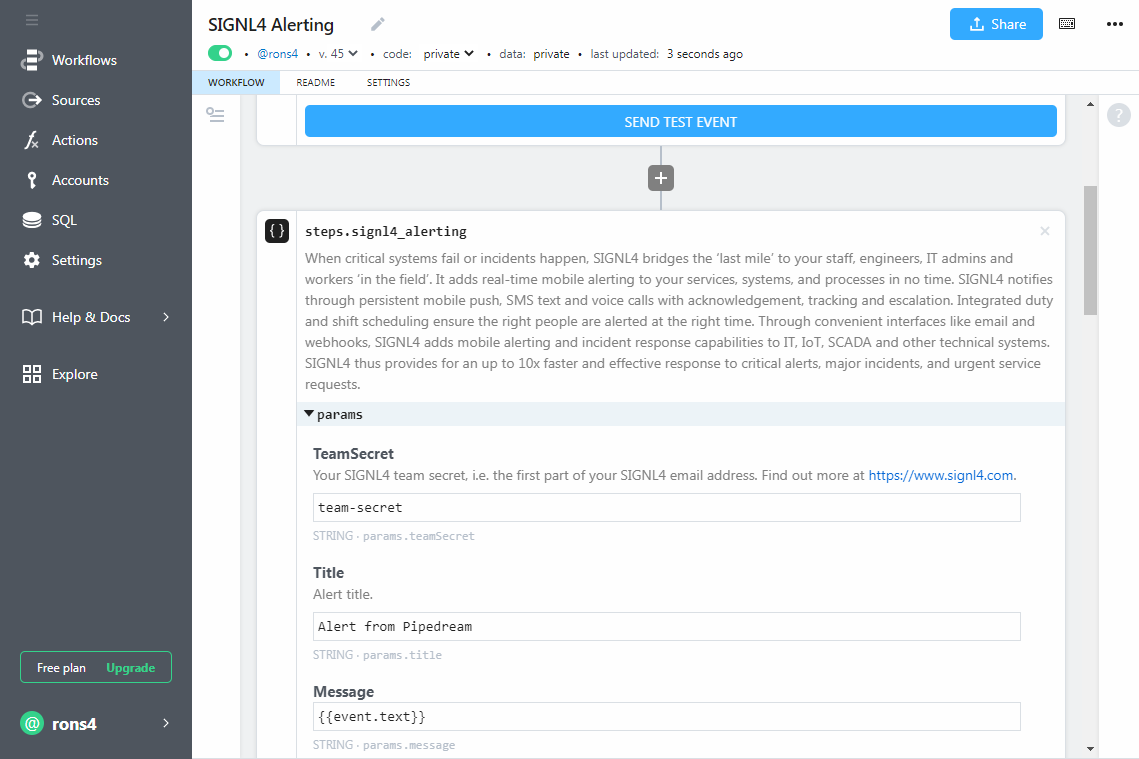 SIGNL4 Alerting
Share
• @rons4 • v. 45 • code: private • data: private • last updated: 3 seconds ago
WORKFLOW README SETTINGS
Workflows
Sources
Actions
Accounts
SQL
Settings
Help & Docs
Explore
Free plan Upgrade
@ rons4
?
SEND TEST EVENT
+
{} steps.signl4_alerting
When critical systems fail or incidents happen, SIGNL4 bridges the ‘last mile’ to your staff, engineers, IT admins and
workers ‘in the field’. It adds real-time mobile alerting to your services, systems, and processes in no time. SIGNL4 notifies
through persistent mobile push, SMS text and voice calls with acknowledgement, tracking and escalation. Integrated duty
and shift scheduling ensure the right people are alerted at the right time. Through convenient interfaces like email and
webhooks, SIGNL4 adds mobile alerting and incident response capabilities to IT, IoT, SCADA and other technical systems.
SIGNL4 thus provides for an up to 10x faster and effective response to critical alerts, major incidents, and urgent service
requests.
params
TeamSecret
Your SIGNL4 team secret, i.e. the first part of your SIGNL4 email address. Find out more at https://www.signl4.com.
team-secret
STRING · params.teamSecret
Title
Alert title.
Alert from Pipedream
STRING · params.title
Message
{{event.text}}
STRING · params.message